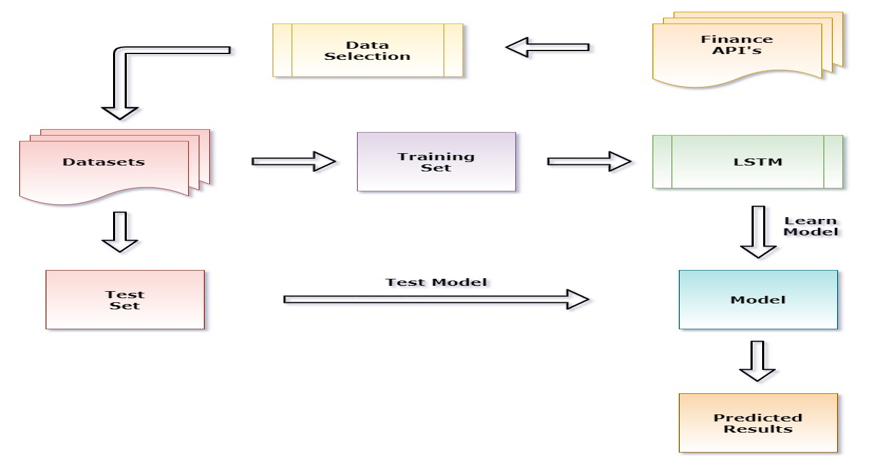 Data
Selection
Finance
API's
Datasets
Training
Set
LSTM
Learn
Model
Test
Set
Test Model
Model
Predicted
Results